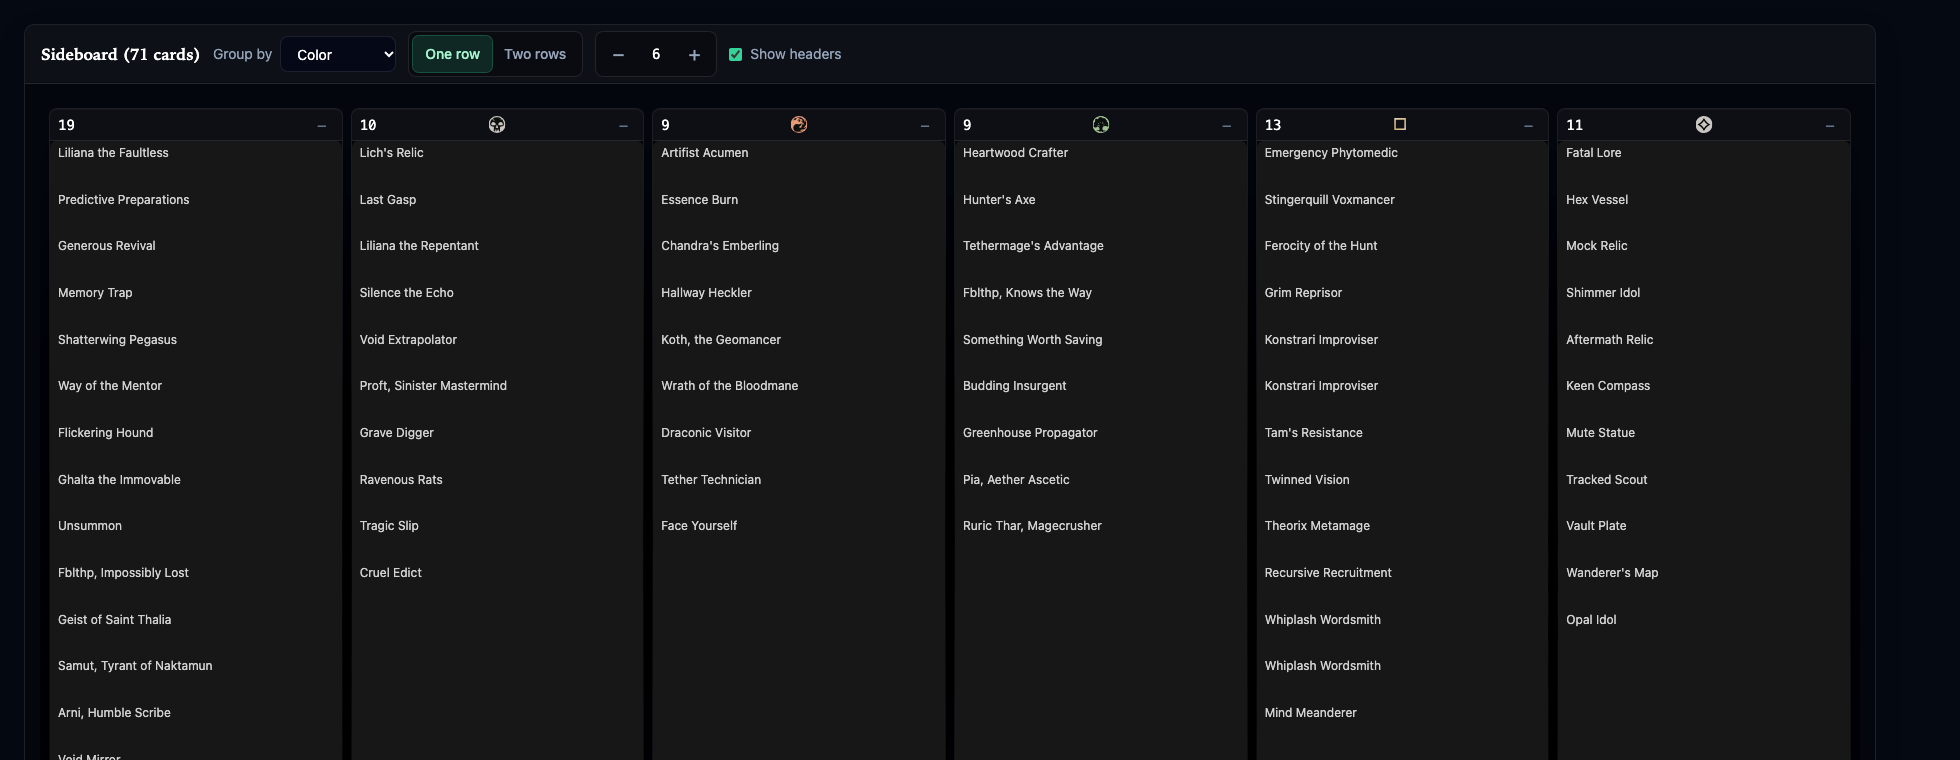 Sideboard (71 cards) Group by Color One row Two rows − 6 + Show headers
19 −
Liliana the Faultless
Predictive Preparations
Generous Revival
Memory Trap
Shatterwing Pegasus
Way of the Mentor
Flickering Hound
Ghalta the Immovable
Unsummon
Fblthp, Impossibly Lost
Geist of Saint Thalia
Samut, Tyrant of Naktamun
Arni, Humble Scribe
Void Mirror
10 −
Lich's Relic
Last Gasp
Liliana the Repentant
Silence the Echo
Void Extrapolator
Proft, Sinister Mastermind
Grave Digger
Ravenous Rats
Tragic Slip
Cruel Edict
9 −
Artifist Acumen
Essence Burn
Chandra's Emberling
Hallway Heckler
Koth, the Geomancer
Wrath of the Bloodmane
Draconic Visitor
Tether Technician
Face Yourself
9 −
Heartwood Crafter
Hunter's Axe
Tethermage's Advantage
Fblthp, Knows the Way
Something Worth Saving
Budding Insurgent
Greenhouse Propagator
Pia, Aether Ascetic
Ruric Thar, Magecrusher
13 −
Emergency Phytomedic
Stingerquill Voxmancer
Ferocity of the Hunt
Grim Reprisor
Konstrari Improviser
Konstrari Improviser
Tam's Resistance
Twinned Vision
Theorix Metamage
Recursive Recruitment
Whiplash Wordsmith
Whiplash Wordsmith
Mind Meanderer
11 −
Fatal Lore
Hex Vessel
Mock Relic
Shimmer Idol
Aftermath Relic
Keen Compass
Mute Statue
Tracked Scout
Vault Plate
Wanderer's Map
Opal Idol